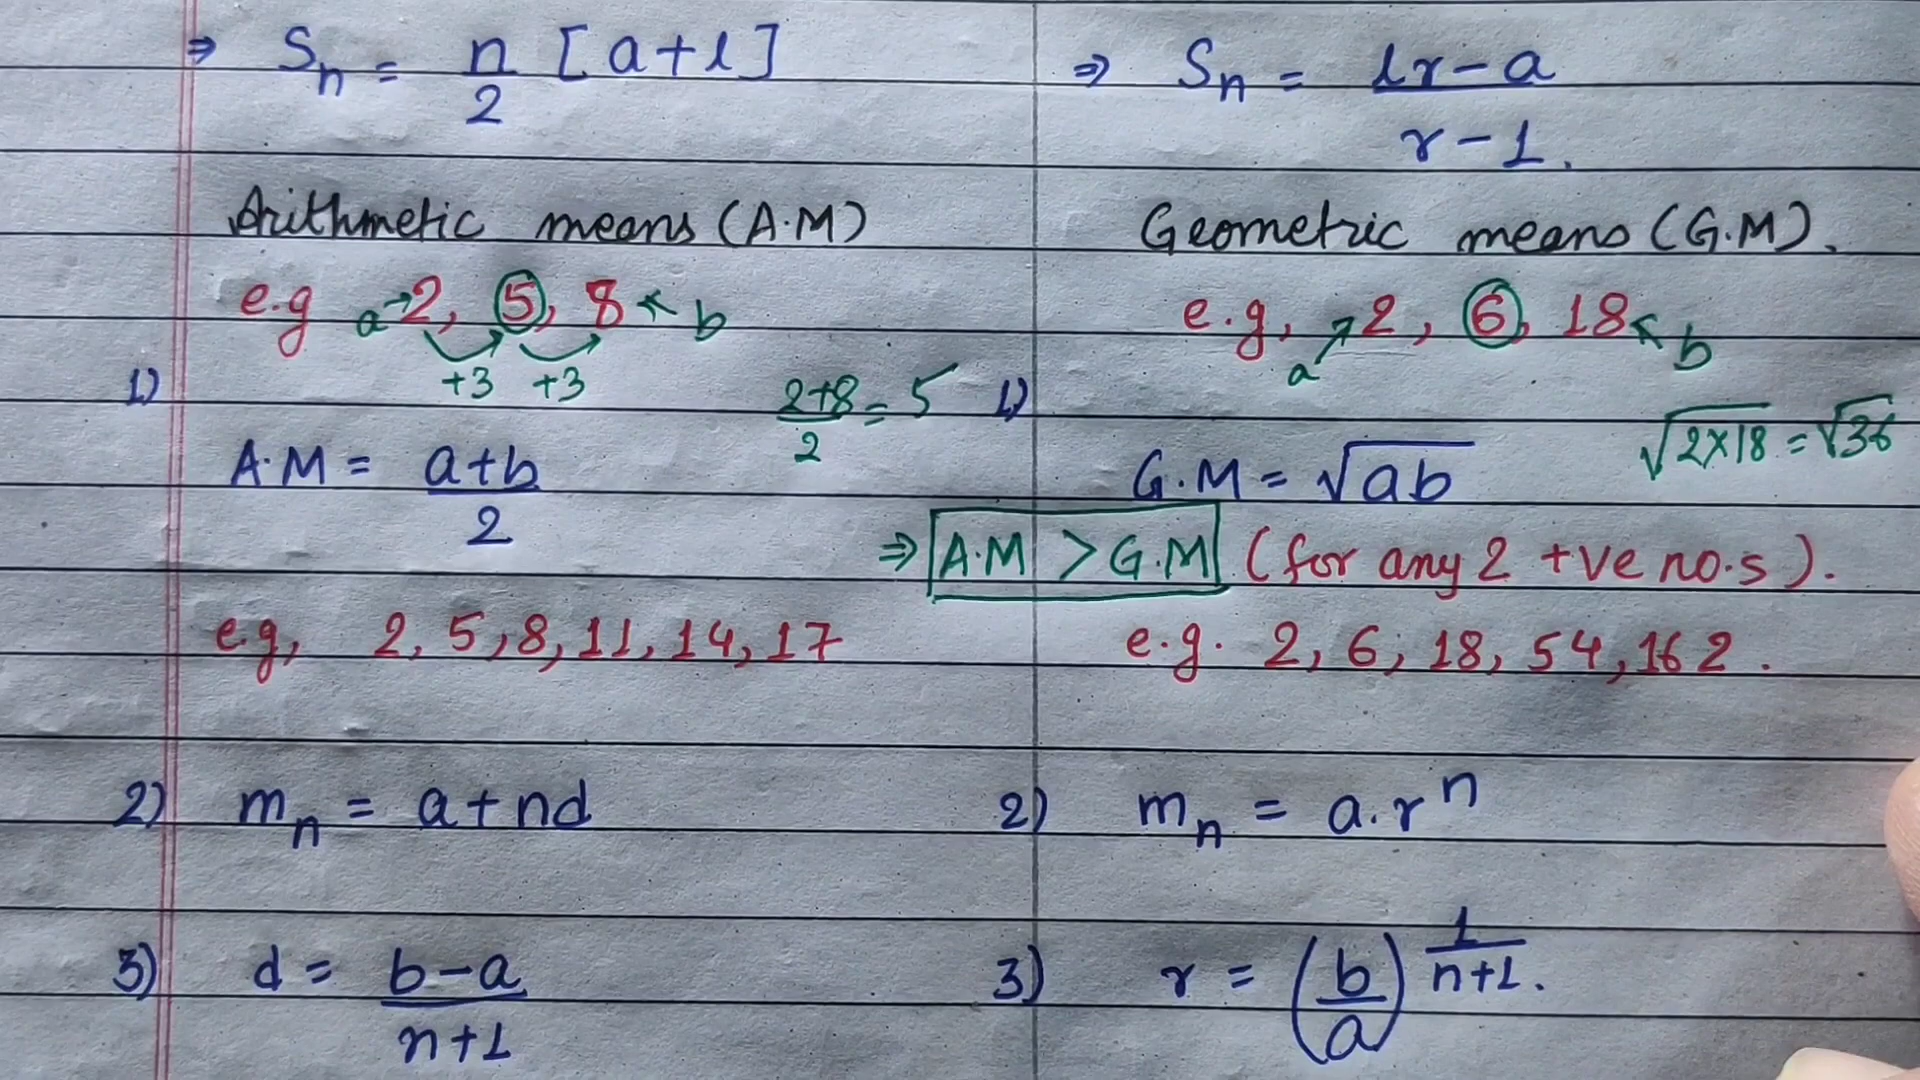 ⇒ Sn = n/2 [a+l]
Arithmetic means (A.M)
e.g a→2, 5, 8 ← b
+3 +3
1) 2+8/2 = 5
A.M = a+b/2
e.g, 2, 5, 8, 11, 14, 17
2) mn = a + nd
3) d = b-a/n+1
⇒ Sn = lr-a/r-1.
Geometric means (G.M).
e.g, 2, 6, 18 ← b
a
1) √2×18 = √36
G.M = √ab
⇒ A.M > G.M (for any 2 +ve no.s).
e.g. 2, 6, 18, 54, 162.
2) mn = a.r^n
3) r = (b/a)^1/n+1.